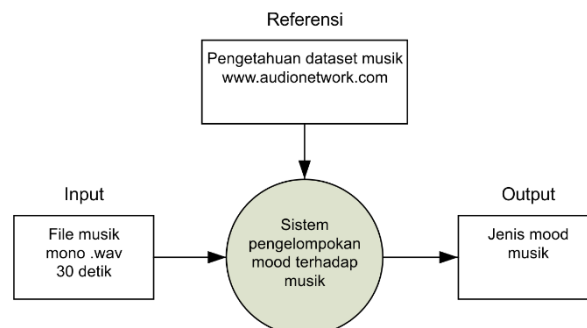 Referensi
Pengetahuan dataset musik
www.audionetwork.com
Input
File musik
mono .wav
30 detik
Sistem
pengelompokan
mood terhadap
musik
Output
Jenis mood
musik